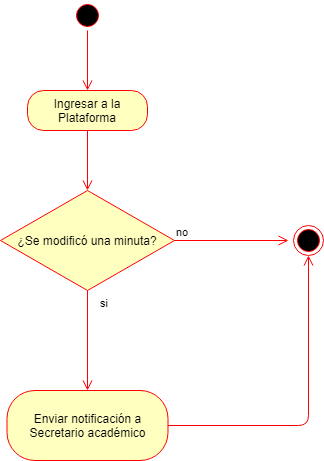 Ingresar a la
Plataforma
¿Se modificó una minuta?
no
si
Enviar notificación a
Secretario académico